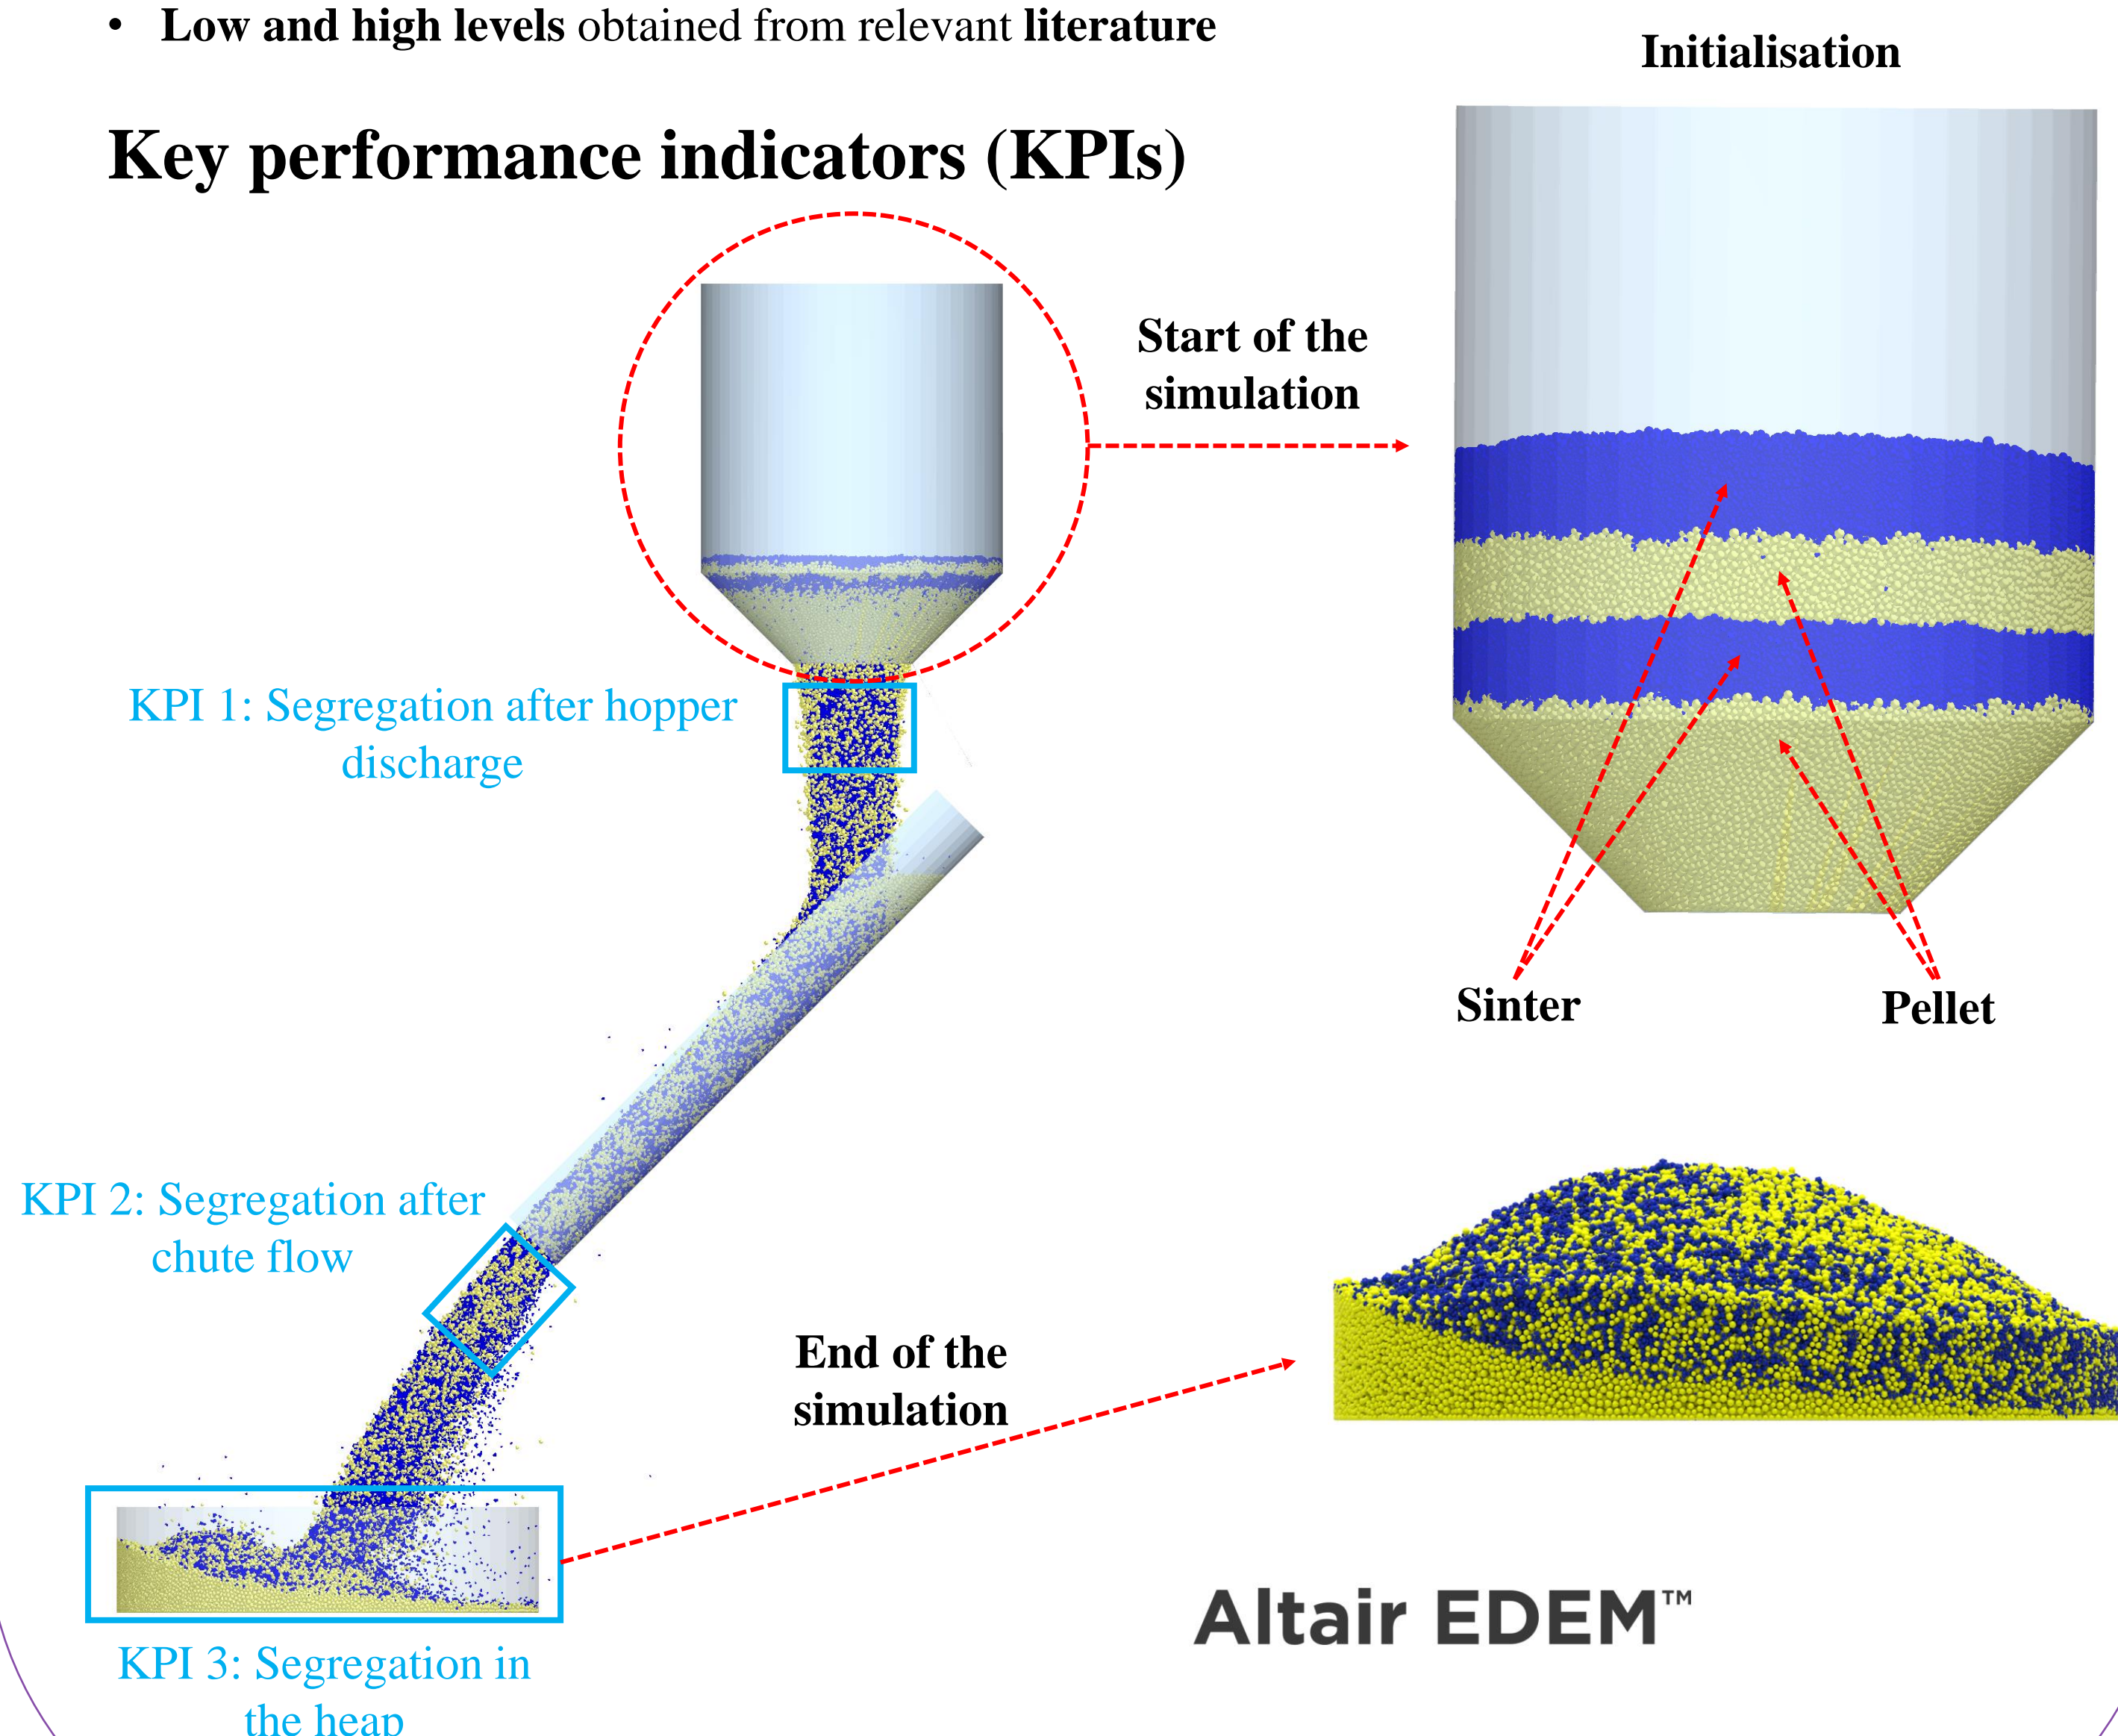 • Low and high levels obtained from relevant literature
Initialisation
Key performance indicators (KPIs)
Start of the
simulation
KPI 1: Segregation after hopper
discharge
Sinter
Pellet
KPI 2: Segregation after
chute flow
End of the
simulation
Altair EDEM™
KPI 3: Segregation in
the heap